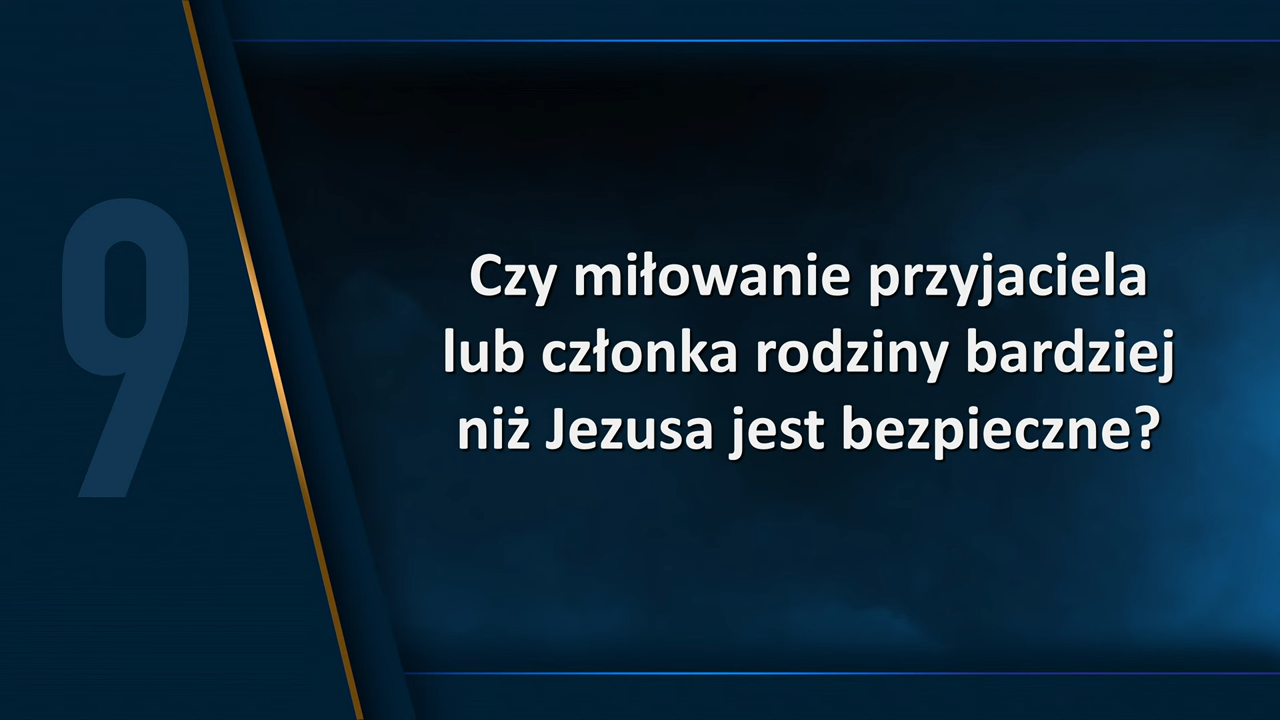 9
Czy miłowanie przyjaciela
lub członka rodziny bardziej
niż Jezusa jest bezpieczne?